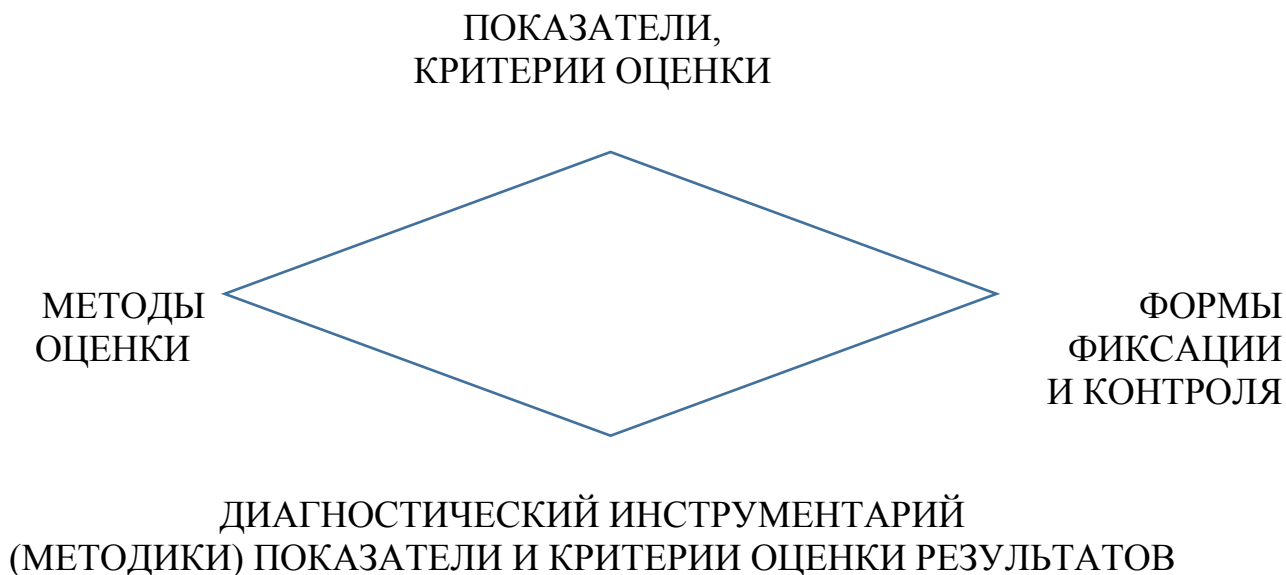 ПОКАЗАТЕЛИ,
КРИТЕРИИ ОЦЕНКИ
МЕТОДЫ
ОЦЕНКИ
ФОРМЫ
ФИКСАЦИИ
И КОНТРОЛЯ
ДИАГНОСТИЧЕСКИЙ ИНСТРУМЕНТАРИЙ
(МЕТОДИКИ) ПОКАЗАТЕЛИ И КРИТЕРИИ ОЦЕНКИ РЕЗУЛЬТАТОВ